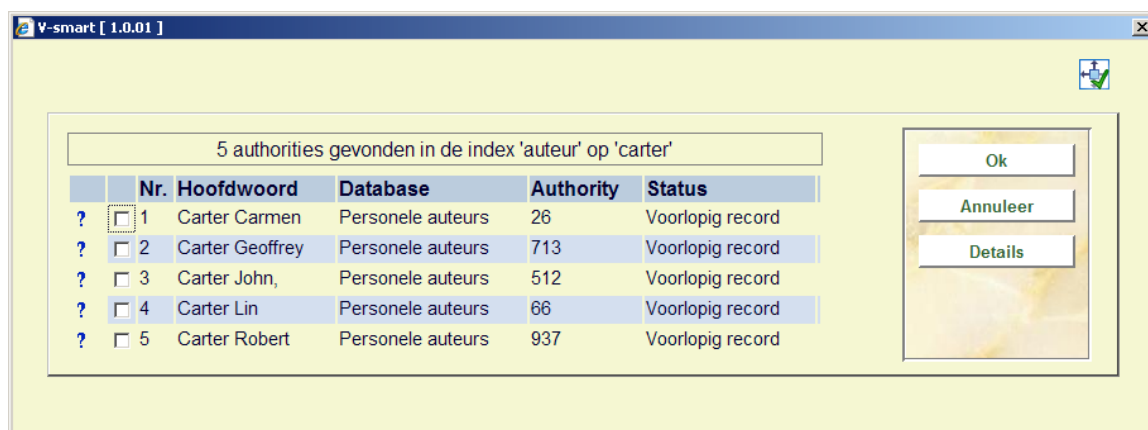 V-smart [ 1.0.01 ]
5 authorities gevonden in de index 'auteur' op 'carter'
Nr. Hoofdwoord Database Authority Status
? 1 Carter Carmen Personele auteurs 26 Voorlopig record
? 2 Carter Geoffrey Personele auteurs 713 Voorlopig record
? 3 Carter John, Personele auteurs 512 Voorlopig record
? 4 Carter Lin Personele auteurs 66 Voorlopig record
? 5 Carter Robert Personele auteurs 937 Voorlopig record
Ok
Annuleer
Details